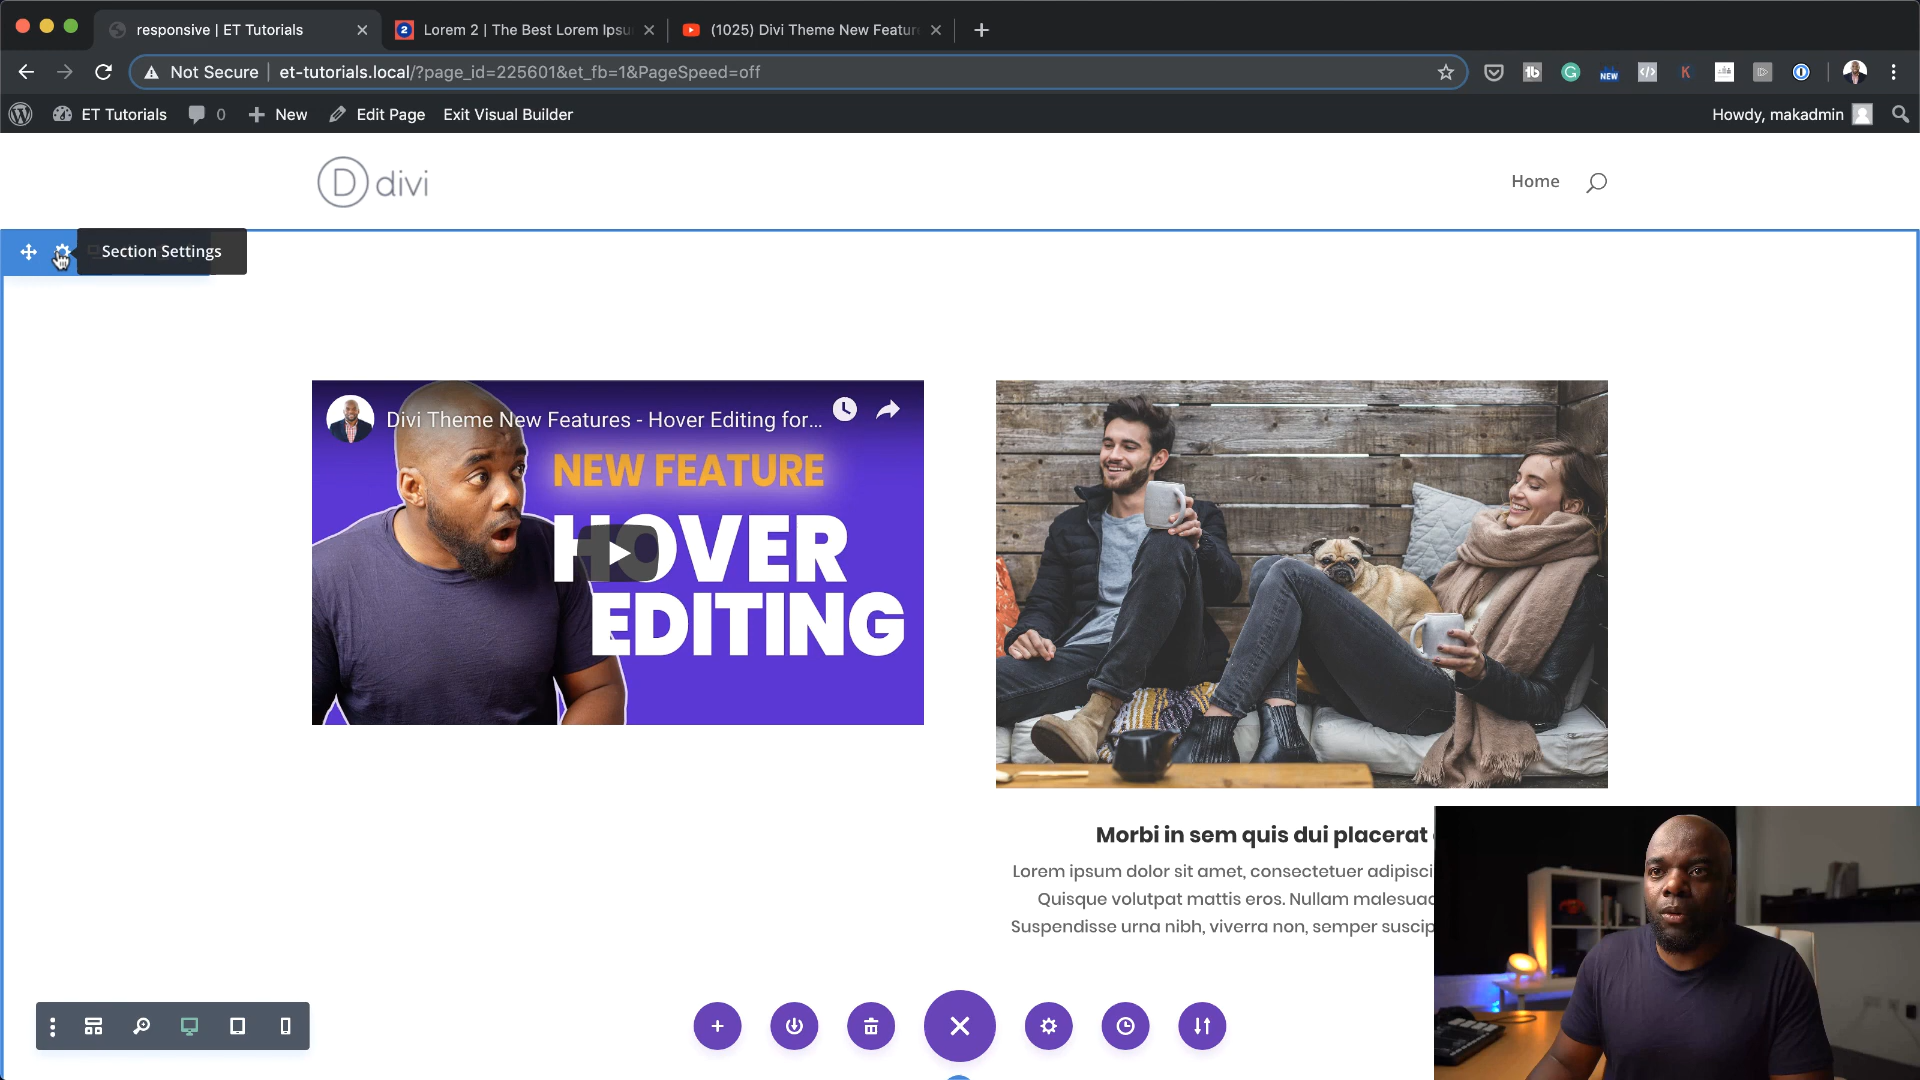 responsive | ET Tutorials
Lorem 2 | The Best Lorem Ipsu
(1025) Divi Theme New Featur
Not Secure | et-tutorials.local/?page_id=225601&et_fb=1&PageSpeed=off
NEW
ET Tutorials 0 New Edit Page Exit Visual Builder
Howdy, makadmin
D divi
Home
Section Settings
Divi Theme New Features - Hover Editing for...
NEW FEATURE
HOVER
EDITING
Morbi in sem quis dui placerat
Lorem ipsum dolor sit amet, consectetuer adipisci
Quisque volutpat mattis eros. Nullam malesuad
Suspendisse urna nibh, viverra non, semper suscip